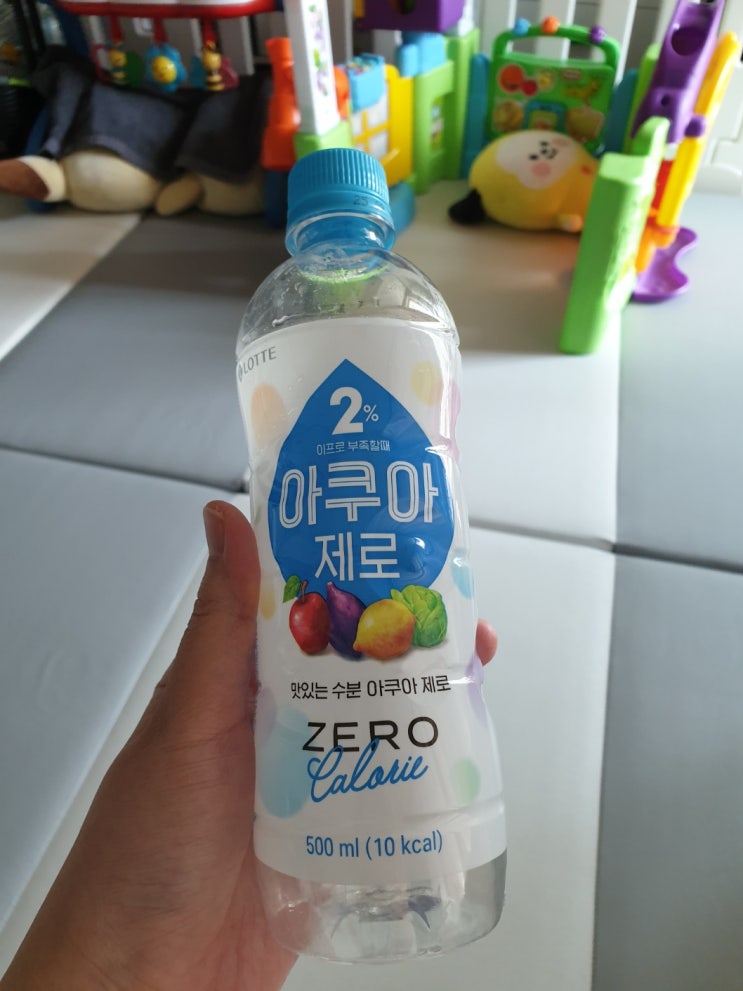 25
LOTTE
2%
이프로 부족할때
아쿠아
제로
맛있는 수분 아쿠아 제로
ZERO
Calorie
500 ml (10 kcal)